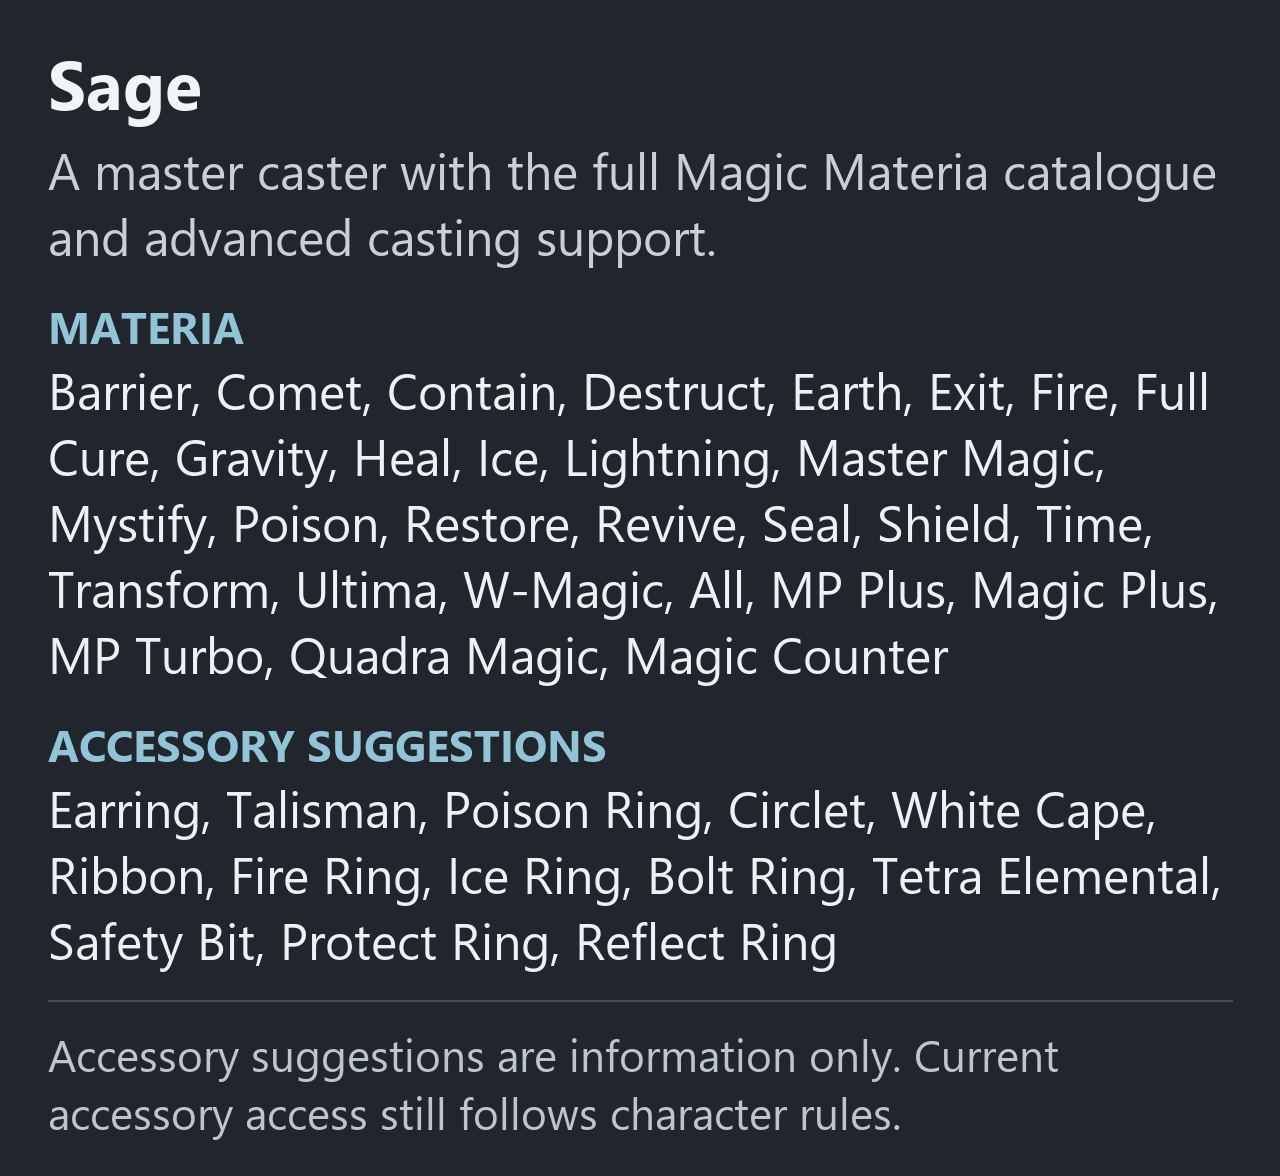 Sage
A master caster with the full Magic Materia catalogue
and advanced casting support.
MATERIA
Barrier, Comet, Contain, Destruct, Earth, Exit, Fire, Full
Cure, Gravity, Heal, Ice, Lightning, Master Magic,
Mystify, Poison, Restore, Revive, Seal, Shield, Time,
Transform, Ultima, W-Magic, All, MP Plus, Magic Plus,
MP Turbo, Quadra Magic, Magic Counter
ACCESSORY SUGGESTIONS
Earring, Talisman, Poison Ring, Circlet, White Cape,
Ribbon, Fire Ring, Ice Ring, Bolt Ring, Tetra Elemental,
Safety Bit, Protect Ring, Reflect Ring
Accessory suggestions are information only. Current
accessory access still follows character rules.